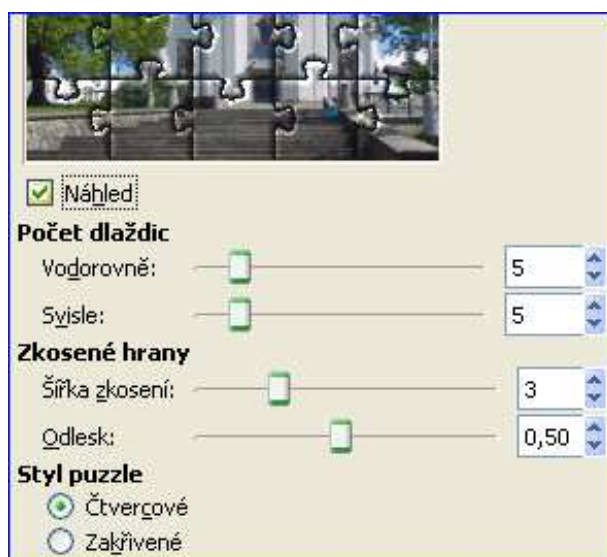 Náhled
Počet dlaždic
Vodorovně: 5
Svisle: 5
Zkosené hrany
Šířka zkosení: 3
Odlesk: 0,50
Styl puzzle
Čtvercové
Zakřivené